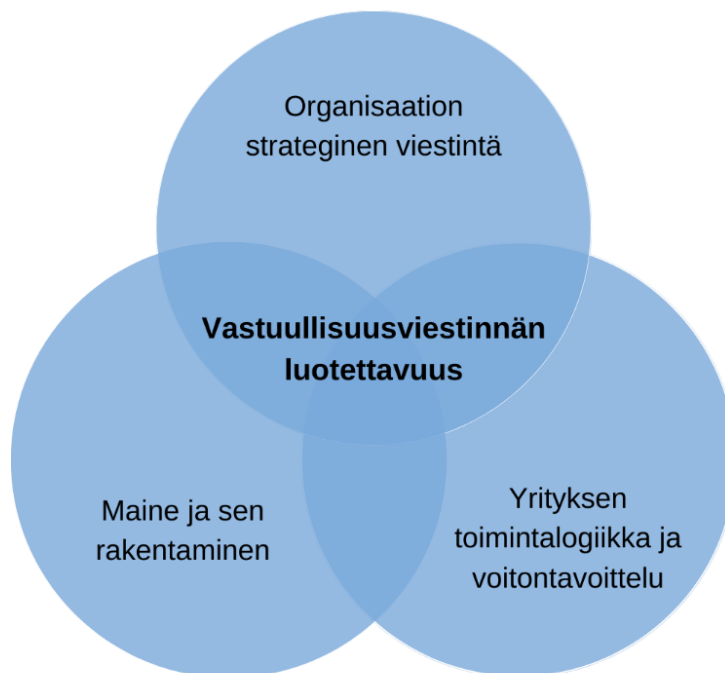 Organisaation
strateginen viestintä
Vastuullisuusviestinnän
luotettavuus
Maine ja sen
rakentaminen
Yrityksen
toimintalogiikka ja
voitontavoittelu